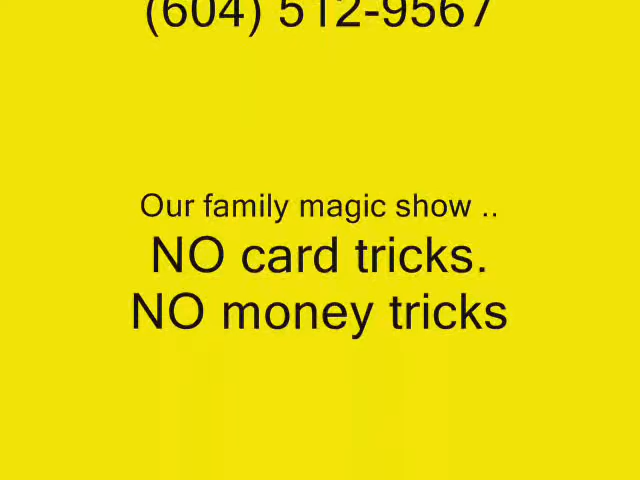 (604) 512-9567
Our family magic show ..
NO card tricks.
NO money tricks